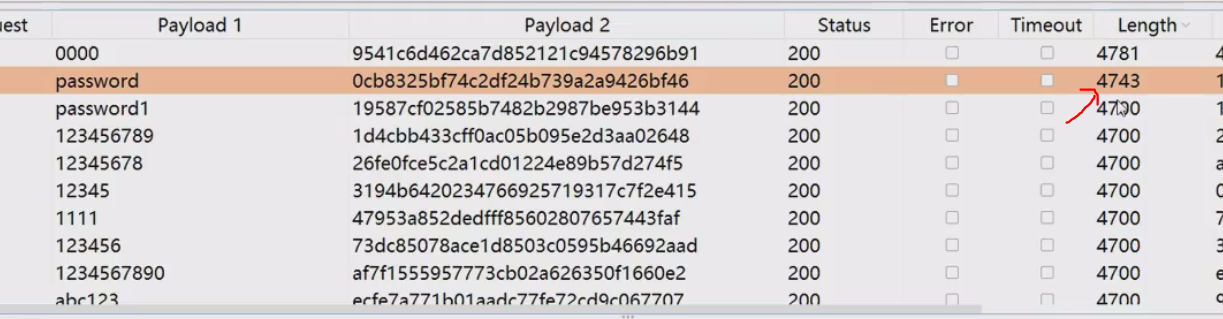 uest Payload 1 Payload 2 Status Error Timeout Length
0000 9541c6d462ca7d852121c94578296b91 200 4781 4
password 0cb8325bf74c2df24b739a2a9426bf46 200 4743 1
password1 19587cf02585b7482b2987be953b3144 200 1
123456789 1d4cbb433cff0ac05b095e2d3aa02648 200 4700 2
12345678 26fe0fce5c2a1cd01224e89b57d274f5 200 4700 a
12345 3194b6420234766925719317c7f2e415 200 4700 0
1111 47953a852dedfff85602807657443faf 200 4700 7
123456 73dc85078ace1d8503c0595b46692aad 200 4700 3
1234567890 af7f1555957773cb02a626350f1660e2 200 4700 e
abc123 ecfe7a771b01aadc77fe72cd9c067707 200 4700 9